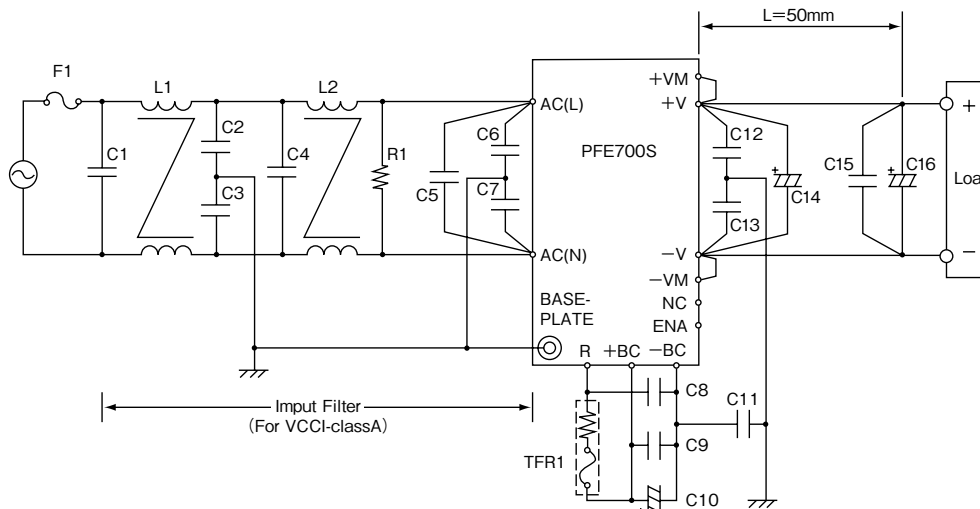 L=50mm
F1
L1
L2
+VM
AC(L)
+V
C2
C6
C12
PFE700S
+
C1
C4
R1
C5
C15
+
C16
+
C14
Loa
C3
C7
C13
AC(N)
−V
−
−VM
BASE-
PLATE
NC
ENA
R
+BC
−BC
C8
C11
Imput Filter
(For VCCI-classA)
TFR1
C9
C10
+